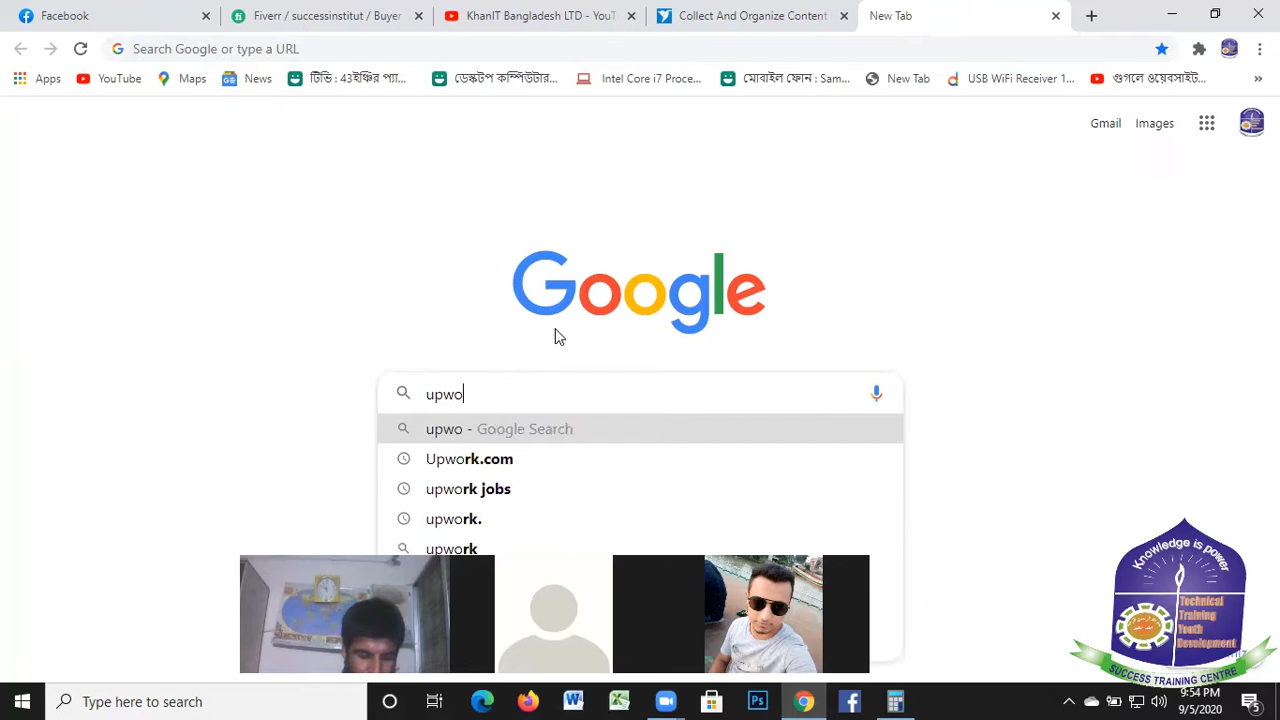 Facebook
Fiverr / successinstitut / Buyer
KhanIT Bangladesh LTD - YouT
Collect And Organize Content
New Tab
Search Google or type a URL
Apps
YouTube
Maps
News
টিভি : 43ইঞ্চির প্যা...
ডেস্কটপ কম্পিউটার...
Intel Core i7 Proce...
মোবাইল ফোন : Sam...
New Tab
USB WiFi Receiver 1...
গুগলে ওয়েবসাইট...
Gmail
Images
Google
upwo
upwo - Google Search
Upwork.com
upwork jobs
upwork.
upwork
Knowledge is power
Technical
Training
Youth
Development
SUCCESS TRAINING CENTRE
Type here to search
9:54 PM
9/5/2020
5